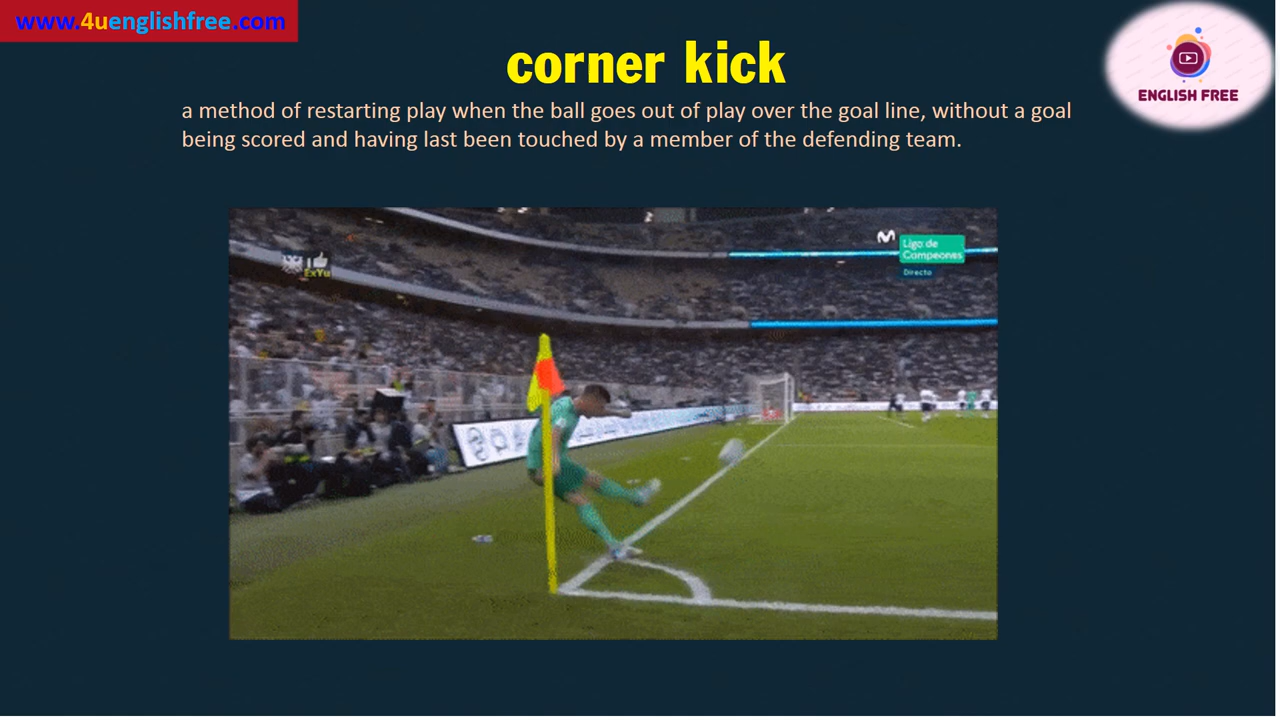 www.4uenglishfree.com
corner kick
ENGLISH FREE
a method of restarting play when the ball goes out of play over the goal line, without a goal
being scored and having last been touched by a member of the defending team.
Liga de
Campeones
Directo
ExYu